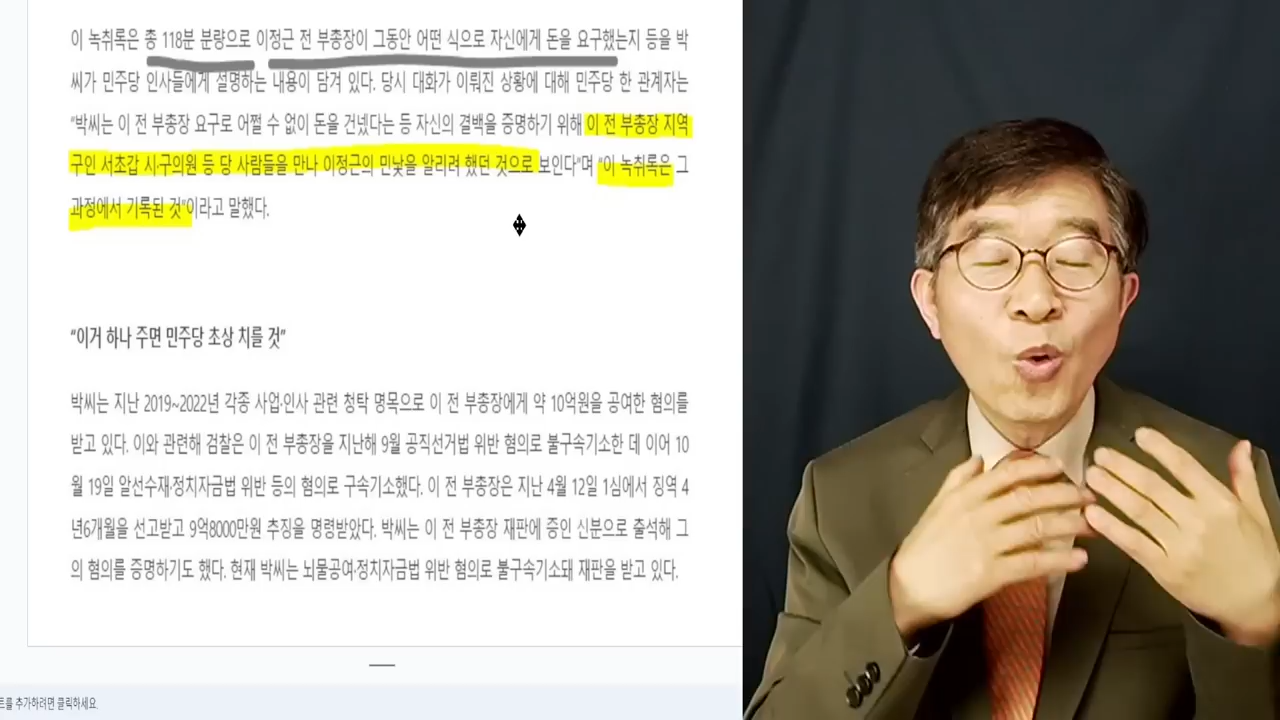 이 녹취록은 총 118분 분량으로 이정근 전 부총장이 그동안 어떤 식으로 자신에게 돈을 요구했는지 등을 박
씨가 민주당 인사들에게 설명하는 내용이 담겨 있다. 당시 대화가 이뤄진 상황에 대해 민주당 한 관계자는
“박씨는 이 전 부총장 요구로 어쩔 수 없이 돈을 건넸다는 등 자신의 결백을 증명하기 위해 이 전 부총장 지역
구인 서초갑 시·구의원 등 당 사람들을 만나 이정근의 민낯을 알리려 했던 것으로 보인다”며 “이 녹취록은 그
과정에서 기록된 것”이라고 말했다.
“이거 하나 주면 민주당 초상 치를 것”
박씨는 지난 2019~2022년 각종 사업·인사 관련 청탁 명목으로 이 전 부총장에게 약 10억원을 공여한 혐의를
받고 있다. 이와 관련해 검찰은 이 전 부총장을 지난해 9월 공직선거법 위반 혐의로 불구속기소한 데 이어 10
월 19일 알선수재·정치자금법 위반 등의 혐의로 구속기소했다. 이 전 부총장은 지난 4월 12일 1심에서 징역 4
년6개월을 선고받고 9억8000만원 추징을 명령받았다. 박씨는 이 전 부총장 재판에 증인 신분으로 출석해 그
의 혐의를 증명하기도 했다. 현재 박씨는 뇌물공여·정치자금법 위반 혐의로 불구속기소돼 재판을 받고 있다.
트를 추가하려면 클릭하세요.